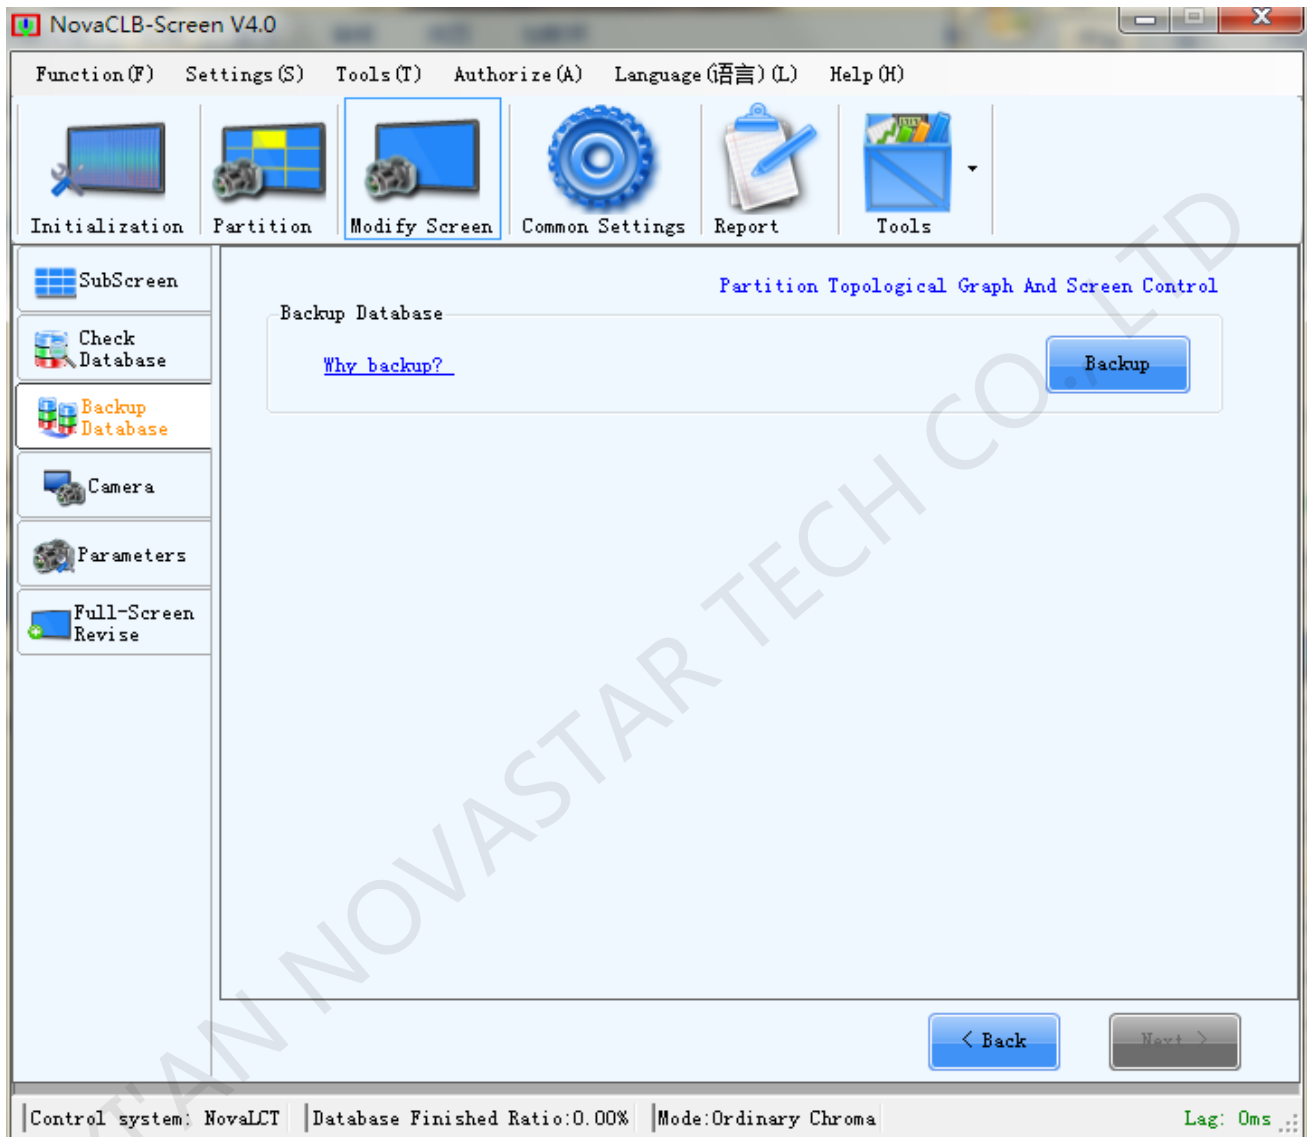 NovaCLB-Screen V4.0
Function(F) Settings(S) Tools(T) Authorize(A) Language(语言)(L) Help(H)
Initialization Partition Modify Screen Common Settings Report Tools
SubScreen
Check
Database
Backup
Database
Camera
Parameters
Full-Screen
Revise
Partition Topological Graph And Screen Control
Backup Database
Why backup?
Backup
< Back
Next >
Control system: NovaLCT Database Finished Ratio:0.00% Mode:Ordinary Chroma Lag: 0ms
XI'AN NOVASTAR TECH CO., LTD